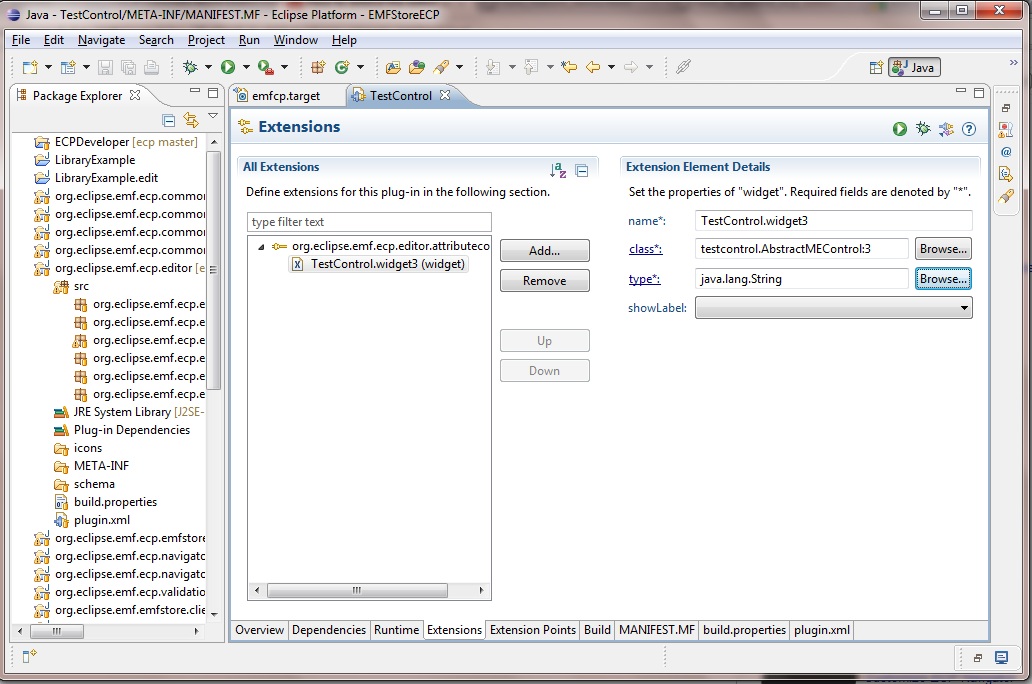 Java - TestControl/META-INF/MANIFEST.MF - Eclipse Platform - EMFStoreECP
File Edit Navigate Search Project Run Window Help
Java
Package Explorer
ECPDeveloper [ecp master]
LibraryExample
LibraryExample.edit
org.eclipse.emf.ecp.commor
org.eclipse.emf.ecp.commor
org.eclipse.emf.ecp.commor
org.eclipse.emf.ecp.commor
org.eclipse.emf.ecp.editor [e
src
org.eclipse.emf.ecp.e
org.eclipse.emf.ecp.e
org.eclipse.emf.ecp.e
org.eclipse.emf.ecp.e
org.eclipse.emf.ecp.e
org.eclipse.emf.ecp.e
JRE System Library [J2SE-
Plug-in Dependencies
icons
META-INF
schema
build.properties
plugin.xml
org.eclipse.emf.ecp.emfstore
org.eclipse.emf.ecp.navigato
org.eclipse.emf.ecp.navigato
org.eclipse.emf.ecp.validatio
org.eclipse.emf.emfstore.clie
emfcp.target TestControl
Extensions
All Extensions
Define extensions for this plug-in in the following section.
type filter text
org.eclipse.emf.ecp.editor.attributeco
TestControl.widget3 (widget)
Add...
Remove
Up
Down
Extension Element Details
Set the properties of "widget". Required fields are denoted by "*".
name*: TestControl.widget3
class*: testcontrol.AbstractMEControl:3 Browse...
type*: java.lang.String Browse...
showLabel:
Overview Dependencies Runtime Extensions Extension Points Build MANIFEST.MF build.properties plugin.xml